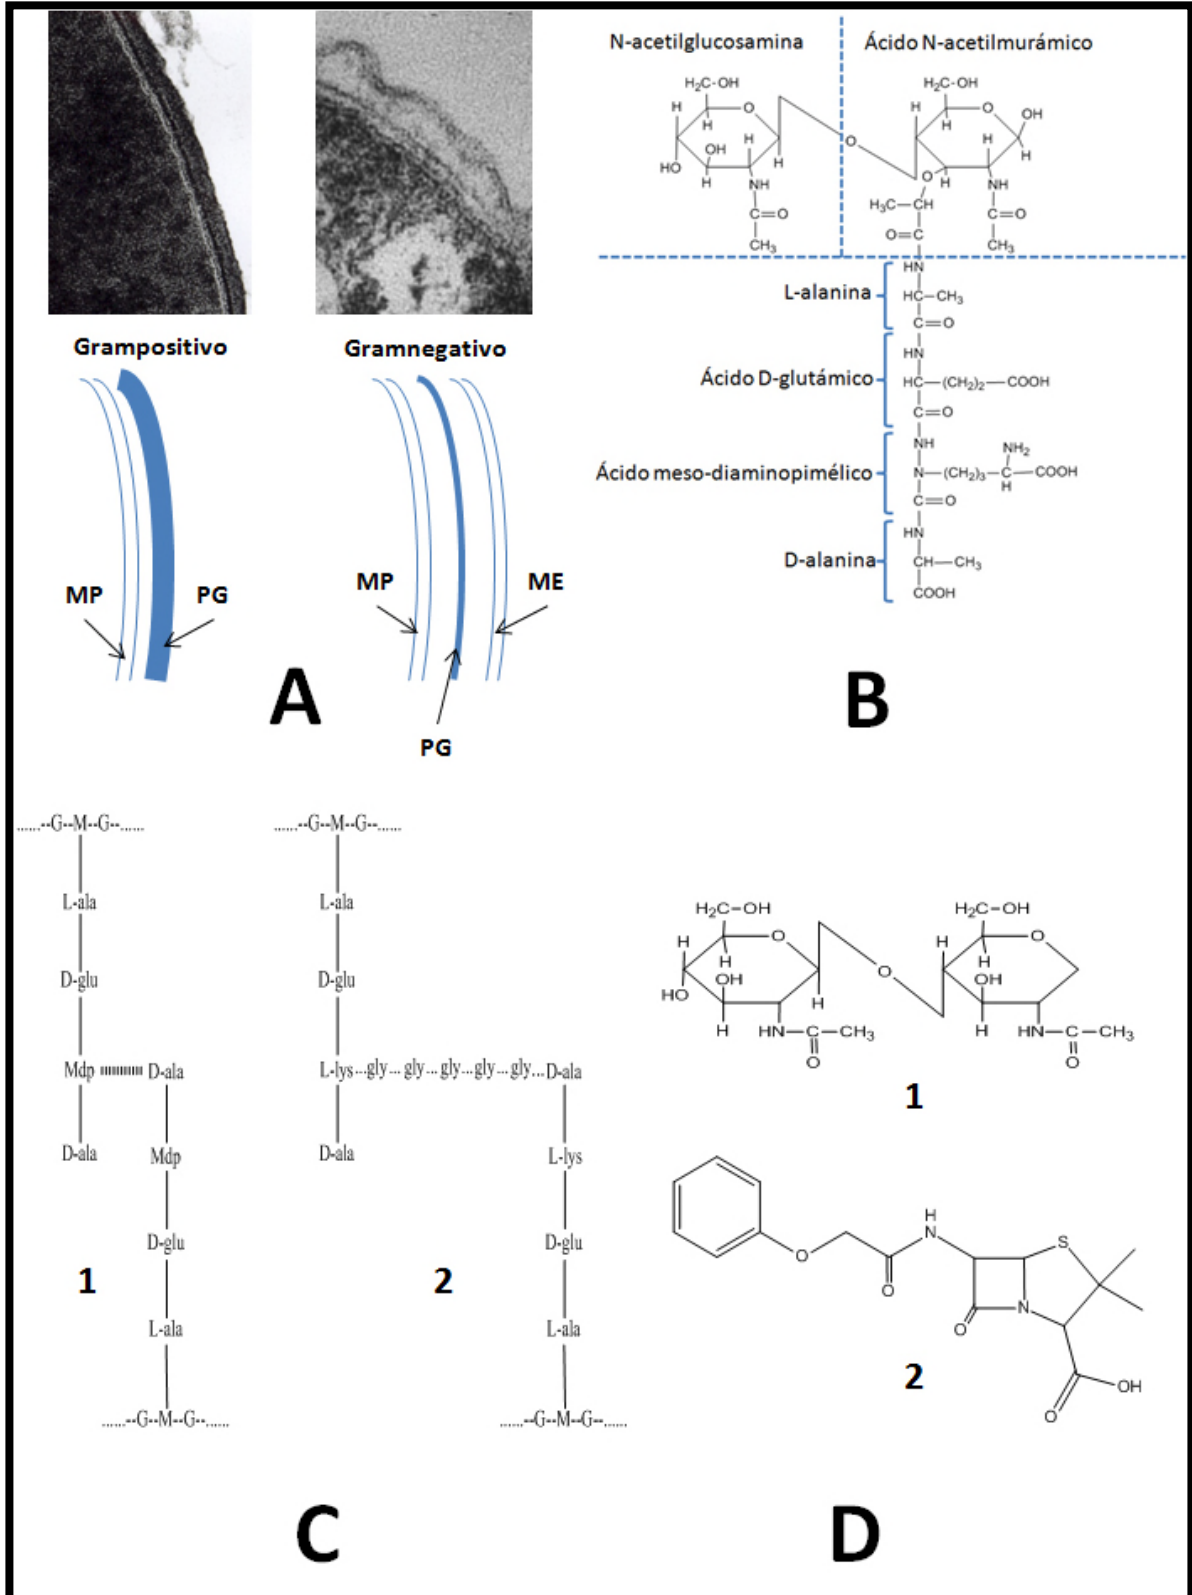 Grampositivo
Gramnegativo
MP
PG
MP
ME
PG
A
N-acetilglucosamina
Ácido N-acetilmurámico
H₂C-OH
H₂C-OH
H
O
H
O
OH
H
H
H
H
OH
H
O
H
HO
H
NH
O
H
NH
H₃C
CH
C=O
C=O
O=C
CH₃
CH₃
HN
L-alanina
HC-CH₃
C=O
HN
Ácido D-glutámico
HC-(CH₂)₂-COOH
C=O
NH
NH₂
Ácido meso-diaminopimélico
N-(CH₂)₃-C-COOH
H
C=O
HN
D-alanina
CH-CH₃
COOH
B
......--G--M--G--......
L-ala
D-glu
Mdp
D-ala
D-ala
Mdp
D-glu
L-ala
......--G--M--G--......
1
......--G--M--G--......
L-ala
D-glu
L-lys...gly... gly... gly... gly... gly...D-ala
D-ala
L-lys
D-glu
L-ala
......--G--M--G--......
2
C
H₂C-OH
H₂C-OH
H
O
H
O
H
H
OH
O
OH
HO
H
H
HN-C-CH₃
H
HN-C-CH₃
O
O
1
H
N
S
O
O
N
O
OH
O
2
D